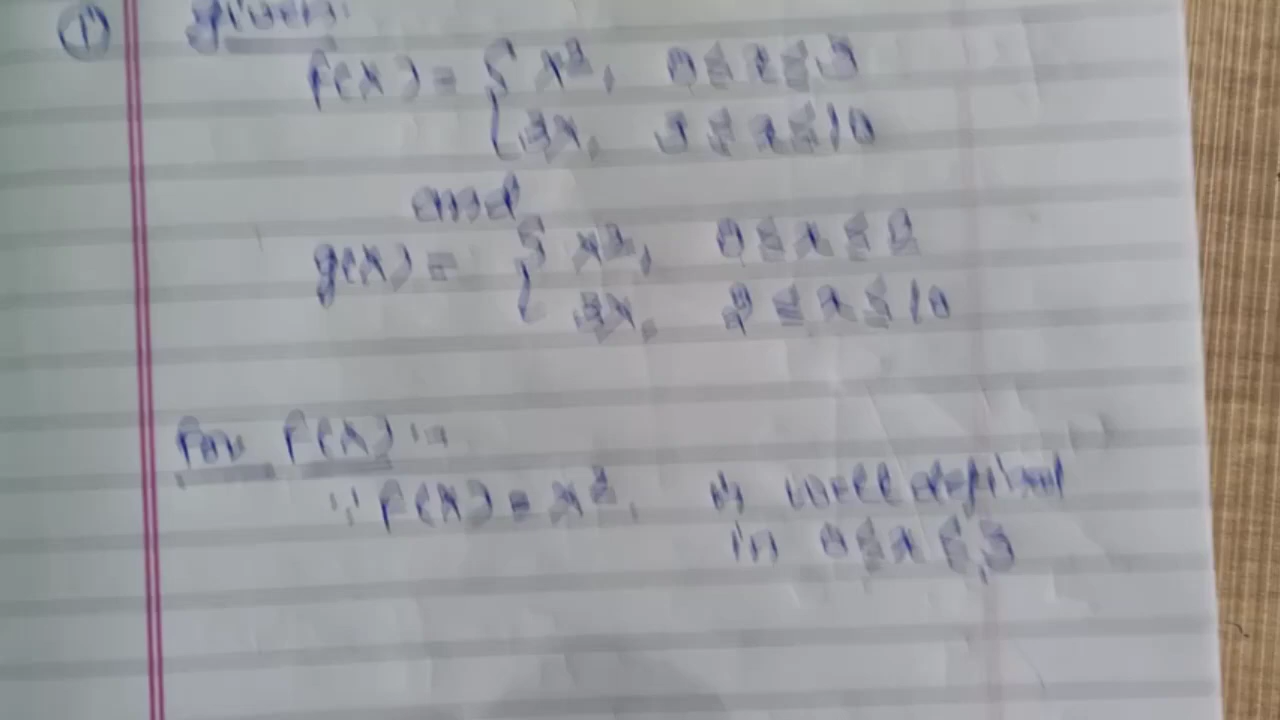 ① given:
f(x) = { x², 0 ≤ x ≤ 3
3x, 3 ≤ x ≤ 10
and
g(x) = { x², 0 ≤ x ≤ 2
3x, 2 ≤ x ≤ 10
for f(x) :-
∵ f(x) = x², is well defined
in 0 ≤ x ≤ 3